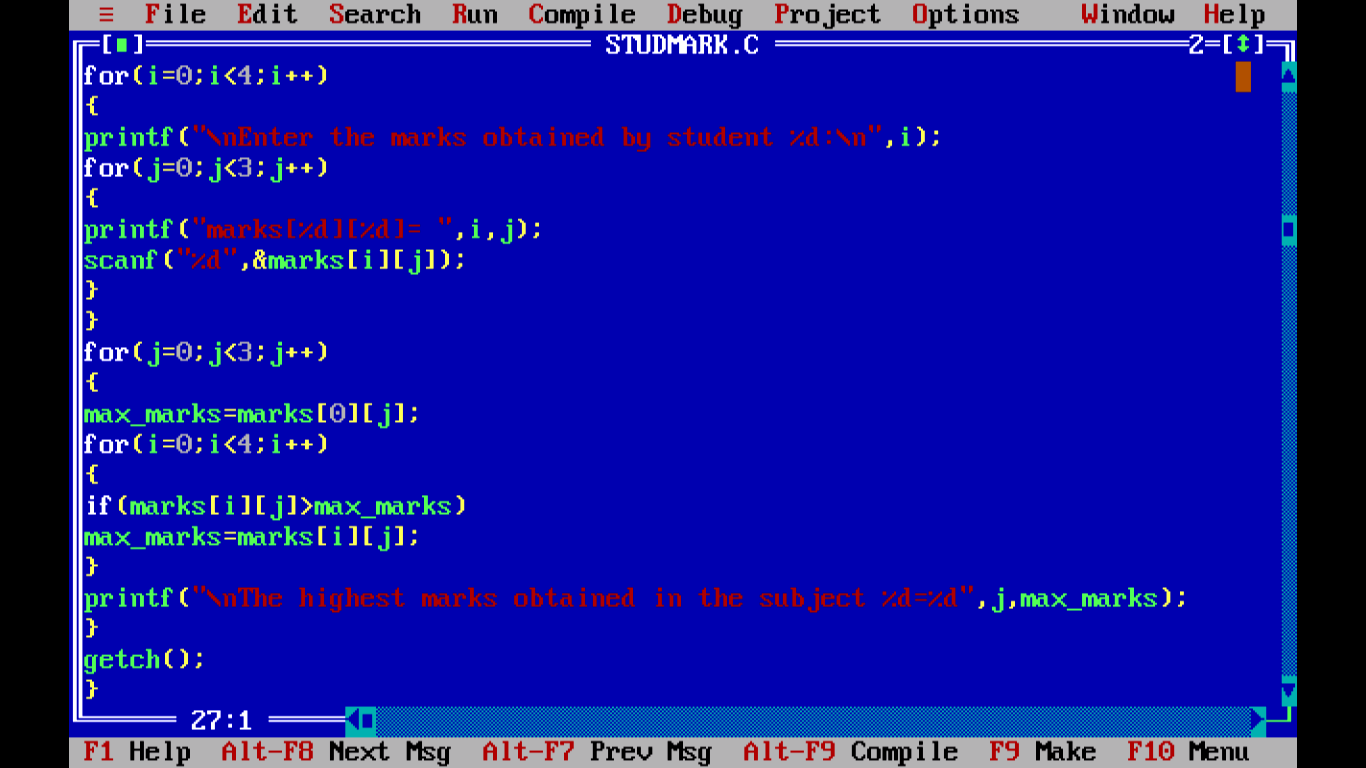 ≡ File Edit Search Run Compile Debug Project Options Window Help
[■] STUDMARK.C 2=[↕]
for(i=0;i<4;i++)
{
printf("\nEnter the marks obtained by student %d:\n",i);
for(j=0;j<3;j++)
{
printf("marks[%d][%d]= ",i,j);
scanf("%d",&marks[i][j]);
}
}
for(j=0;j<3;j++)
{
max_marks=marks[0][j];
for(i=0;i<4;i++)
{
if(marks[i][j]>max_marks)
max_marks=marks[i][j];
}
printf("\nThe highest marks obtained in the subject %d=%d",j,max_marks);
}
getch();
}
27:1
F1 Help Alt-F8 Next Msg Alt-F7 Prev Msg Alt-F9 Compile F9 Make F10 Menu